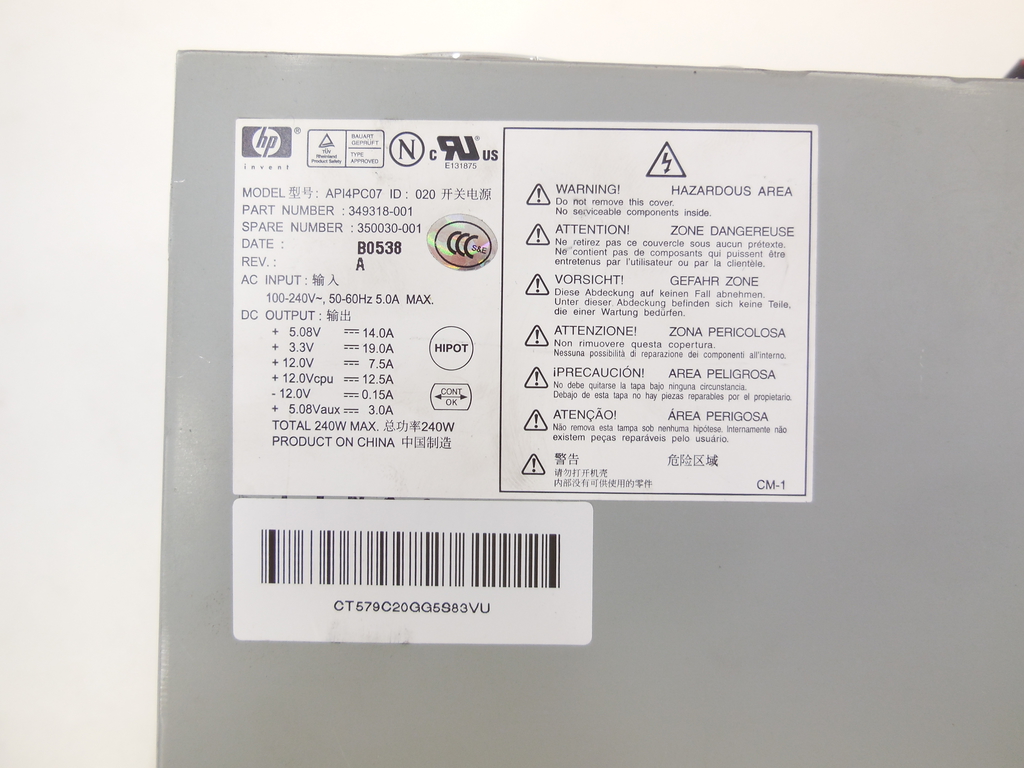 hp ®
invent
TÜV
Rheinland
Product Safety
BAUART
GEPRÜFT
TYPE
APPROVED
N
c RU ® US
E131875
MODEL 型号: API4PC07 ID: 020 开关电源
PART NUMBER : 349318-001
SPARE NUMBER : 350030-001
DATE : B0538
REV. : A
CCC S&E
AC INPUT : 输入
100-240V~, 50-60Hz 5.0A MAX.
DC OUTPUT : 输出
+ 5.08V 14.0A
+ 3.3V 19.0A
+ 12.0V 7.5A
+ 12.0Vcpu 12.5A
- 12.0V 0.15A
+ 5.08Vaux 3.0A
HIPOT
CONT.
OK
TOTAL 240W MAX. 总功率240W
PRODUCT ON CHINA 中国制造
WARNING! HAZARDOUS AREA
Do not remove this cover.
No serviceable components inside.
ATTENTION! ZONE DANGEREUSE
Ne retirez pas ce couvercle sous aucun prétexte.
Ne contient pas de composants qui puissent être
entretenus par l'utilisateur ou par la clientèle.
VORSICHT! GEFAHR ZONE
Diese Abdeckung auf keinen Fall abnehmen.
Unter dieser Abdeckung befinden sich keine Teile,
die einer Wartung bedürfen.
ATTENZIONE! ZONA PERICOLOSA
Non rimuovere questa copertura.
Nessuna possibilità di reparazione dei componenti all'interno.
¡PRECAUCIÓN! AREA PELIGROSA
No debe quitarse la tapa bajo ninguna circunstancia.
Debajo de esta tapa no hay piezas reparables por el propietario.
ATENÇÃO! ÁREA PERIGOSA
Não remova esta tampa sob nenhuma hipótese. Internamente não
existem peças reparáveis pelo usuário.
警告 危险区域
请勿打开机壳
内部没有可供使用的零件
CM-1
CT579C20GG5S83VU